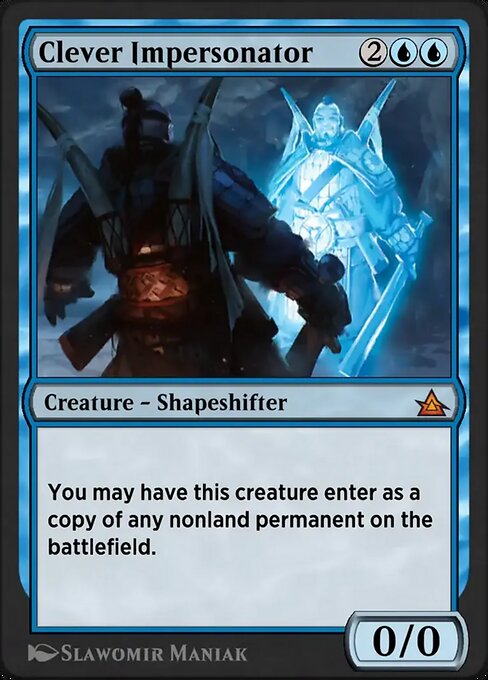 Clever Impersonator 2
Creature – Shapeshifter
You may have this creature enter as a
copy of any nonland permanent on the
battlefield.
0/0
Slawomir Maniak